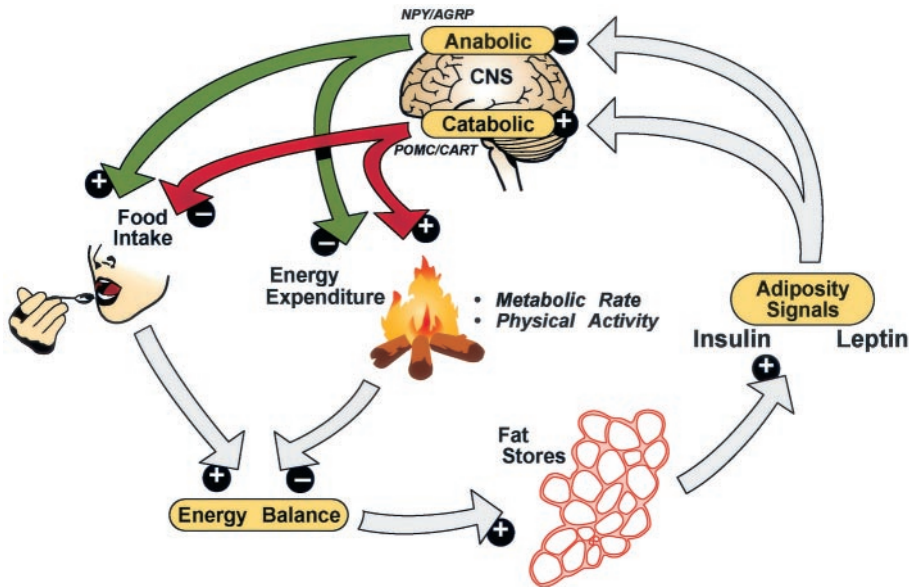 NPY/AGRP
Anabolic
−
CNS
Catabolic
+
POMC/CART
+
Food
Intake
−
−
+
Energy
Expenditure
• Metabolic Rate
• Physical Activity
Adiposity
Signals
Insulin
Leptin
+
Fat
Stores
+
−
Energy Balance
+